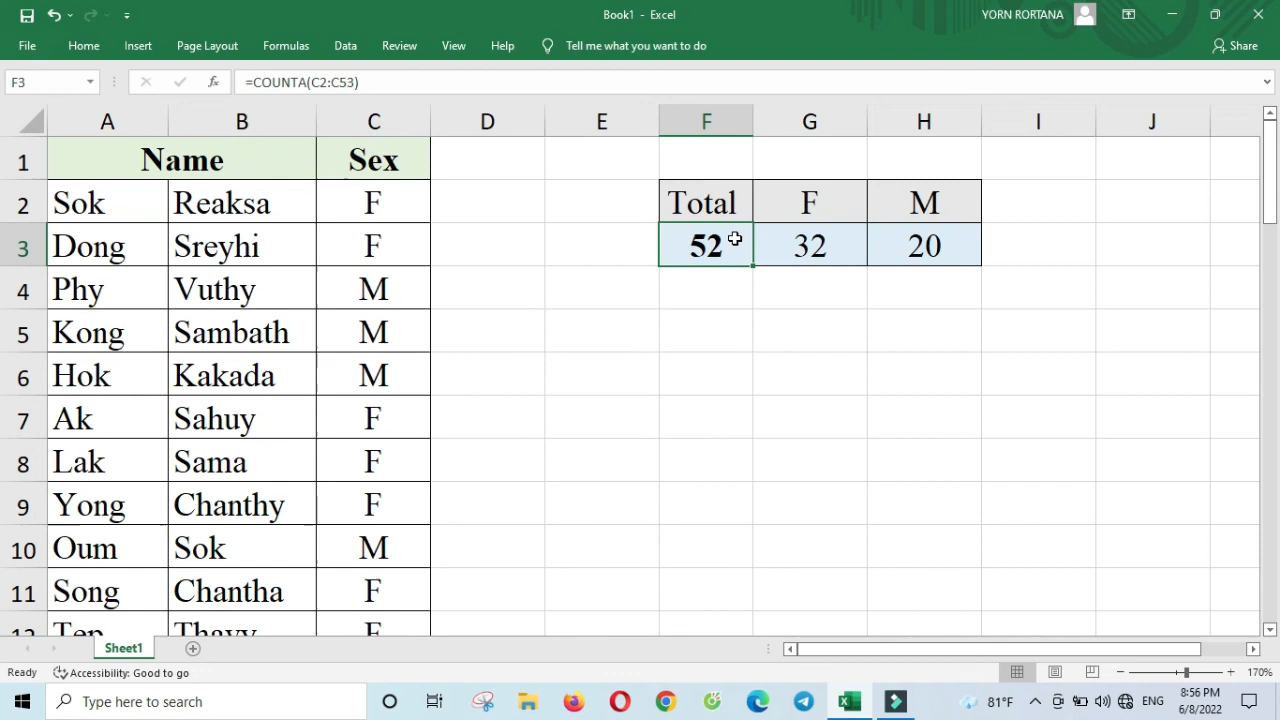 Book1 - Excel
YORN RORTANA
File Home Insert Page Layout Formulas Data Review View Help Tell me what you want to do Share
F3 fx =COUNTA(C2:C53)
A B C D E F G H I J
1 Name Sex
2 Sok Reaksa F Total F M
3 Dong Sreyhi F 52 32 20
4 Phy Vuthy M
5 Kong Sambath M
6 Hok Kakada M
7 Ak Sahuy F
8 Lak Sama F
9 Yong Chanthy F
10 Oum Sok M
11 Song Chantha F
12 Tep Thavy F
Sheet1
Ready Accessibility: Good to go 170%
Type here to search 81°F ENG 8:56 PM
6/8/2022